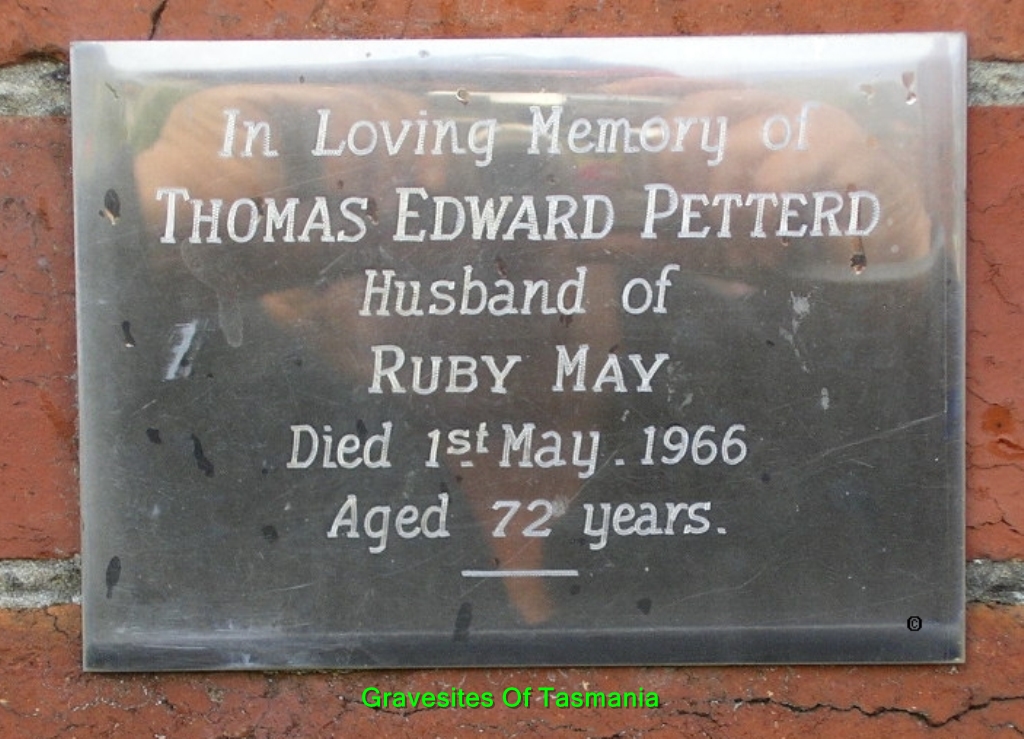 In Loving Memory of
THOMAS EDWARD PETTERD
Husband of
RUBY MAY
Died 1st May. 1966
Aged 72 years.
©
Gravesites Of Tasmania